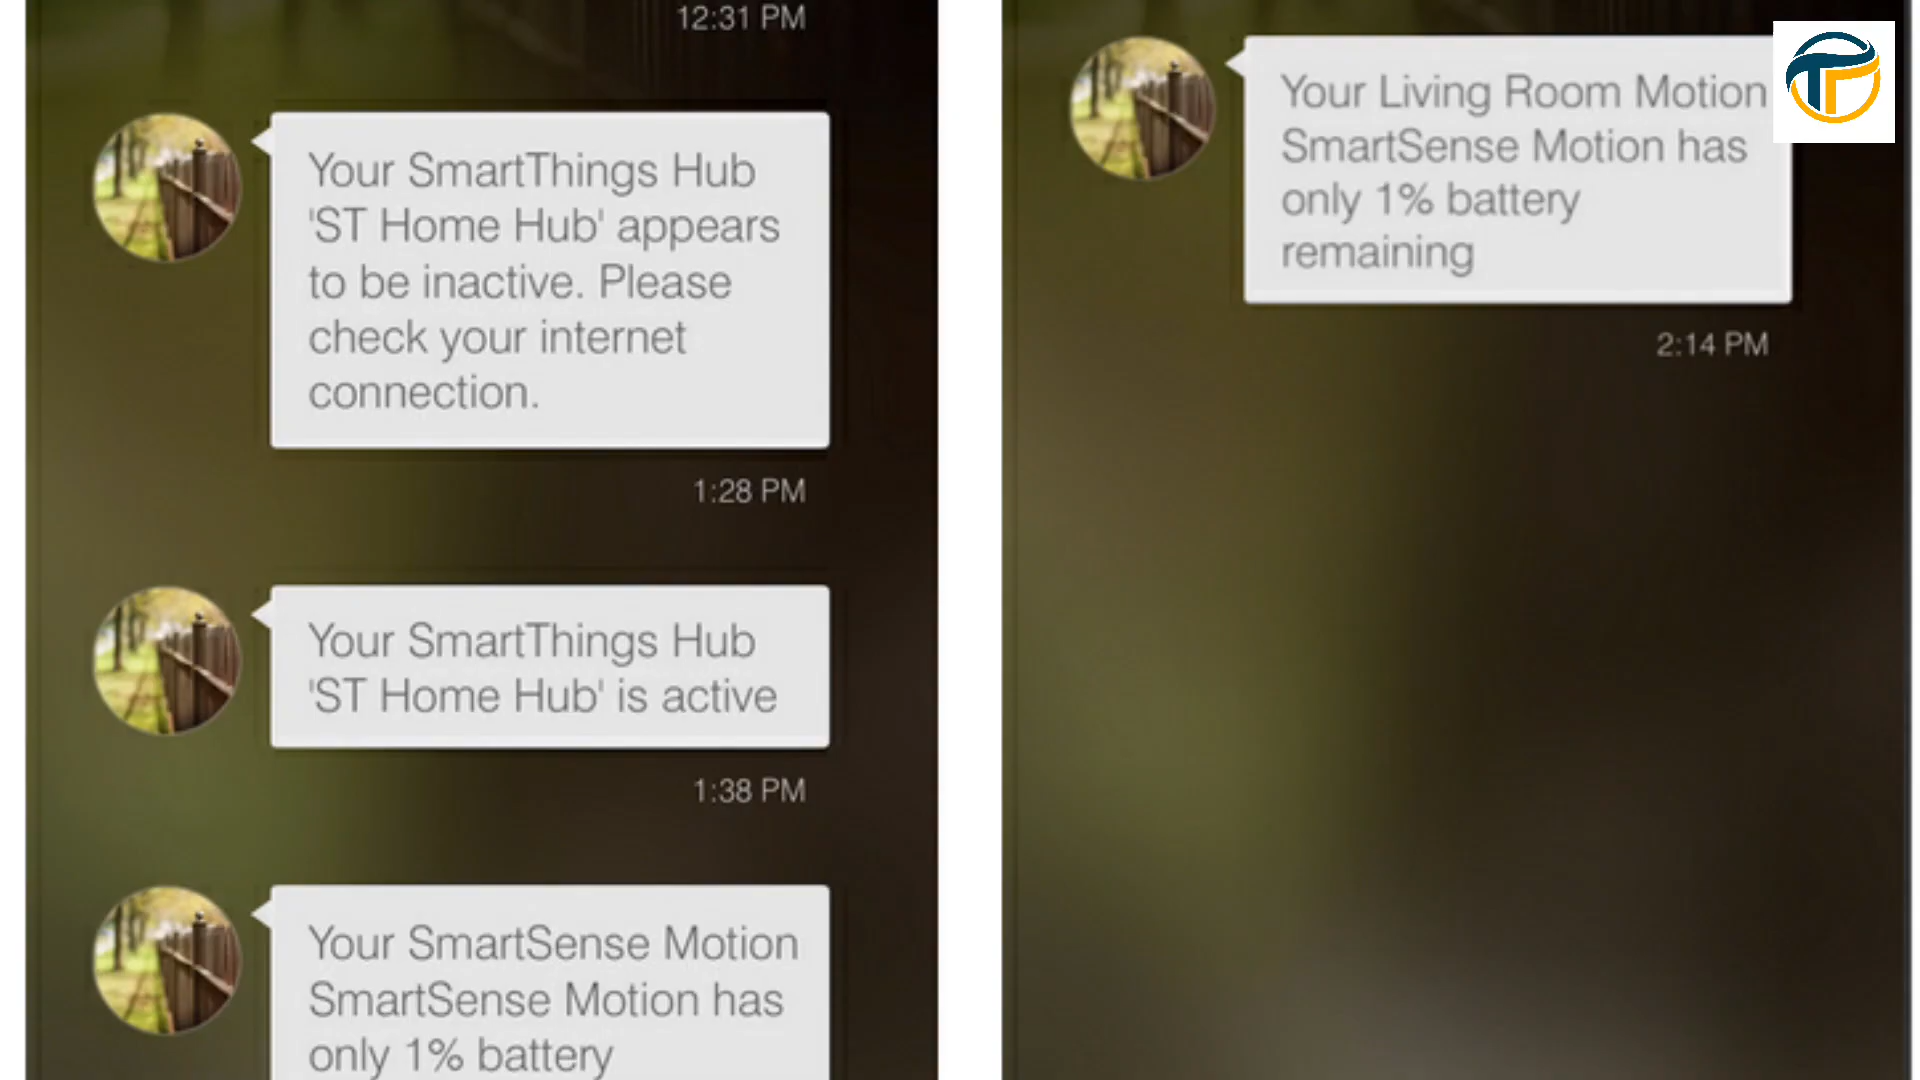 12:31 PM
Your SmartThings Hub
'ST Home Hub' appears
to be inactive. Please
check your internet
connection.
1:28 PM
Your SmartThings Hub
'ST Home Hub' is active
1:38 PM
Your SmartSense Motion
SmartSense Motion has
only 1% battery
Your Living Room Motion
SmartSense Motion has
only 1% battery
remaining
2:14 PM